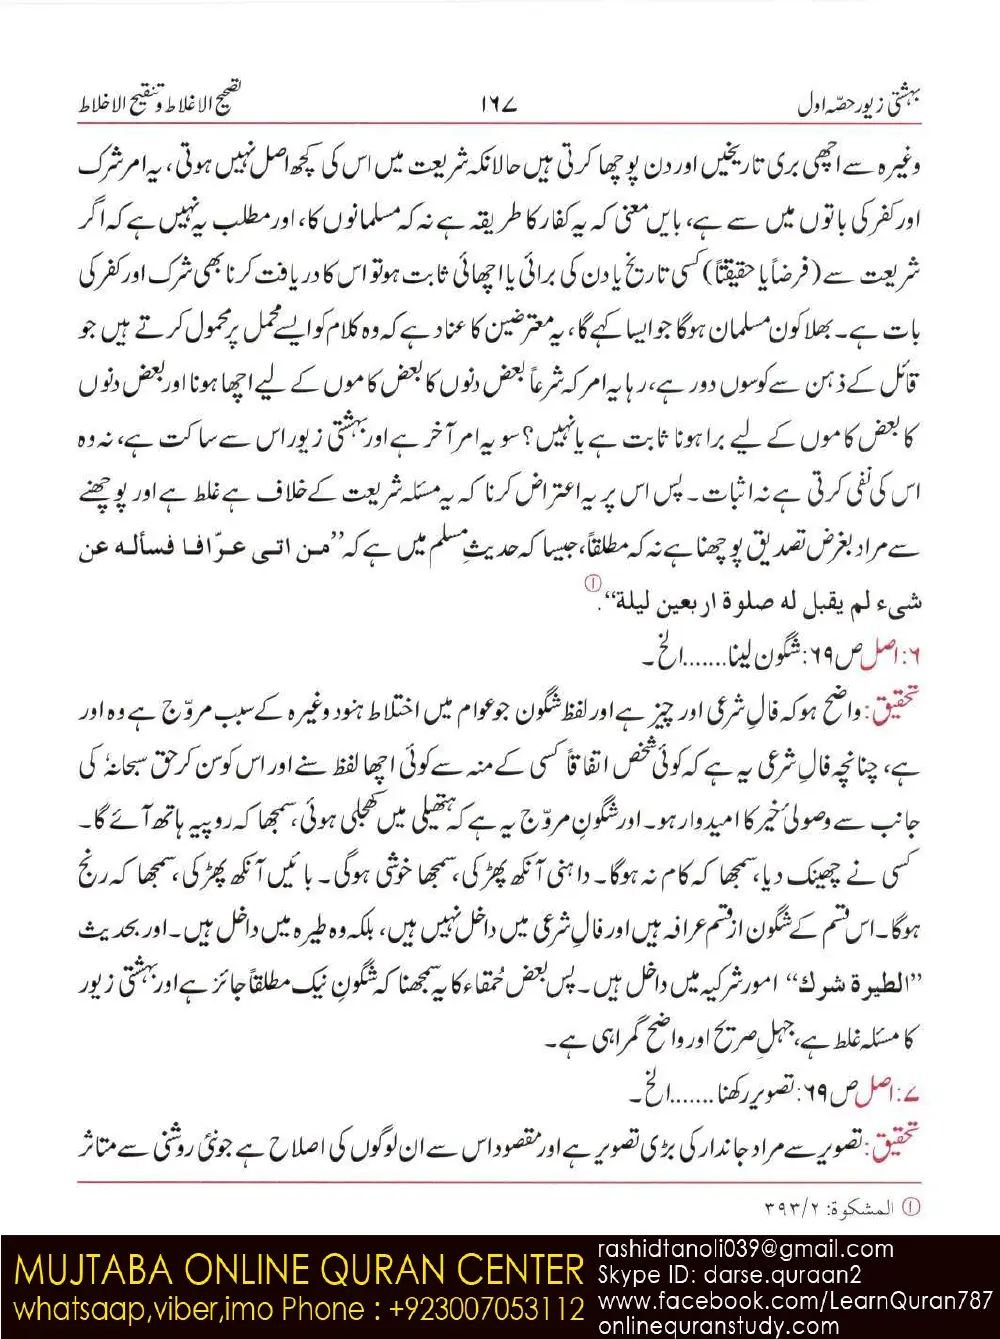 بہشتی زیور حصّہ اول
۱۶۷
تصحیح الاغلاط وتنقیح الاخلاط
وغیرہ سے اچھی بری تاریخیں اور دن پوچھا کرتی ہیں حالانکہ شریعت میں اس کی کچھ اصل نہیں ہوتی، یہ امر شرک
اور کفر کی باتوں میں سے ہے، بایں معنی کہ یہ کفار کا طریقہ ہے نہ کہ مسلمانوں کا، اور مطلب یہ نہیں ہے کہ اگر
شریعت سے (فرضاً یا حقیقتاً) کسی تاریخ یا دن کی برائی یا اچھائی ثابت ہو تو اس کا دریافت کرنا بھی شرک اور کفر کی
بات ہے۔ بھلا کون مسلمان ہوگا جو ایسا کہے گا، یہ معترضین کا عناد ہے کہ وہ کلام کو ایسے محمل پر محمول کرتے ہیں جو
قائل کے ذہن سے کوسوں دور ہے، رہا یہ امر کہ شرعاً بعض دنوں کا بعض کاموں کے لیے اچھا ہونا اور بعض دنوں
کا بعض کاموں کے لیے برا ہونا ثابت ہے یا نہیں؟ سو یہ امر آخر ہے اور بہشتی زیور اس سے ساکت ہے، نہ وہ
اس کی نفی کرتی ہے نہ اثبات۔ پس اس پر یہ اعتراض کرنا کہ یہ مسئلہ شریعت کے خلاف ہے غلط ہے اور پوچھنے
سے مراد بغرض تصدیق پوچھنا ہے نہ کہ مطلقاً، جیسا کہ حدیثِ مسلم میں ہے کہ ”من اتی عرّافا فسأله عن
شیء لم یقبل له صلوة اربعین لیلة“. ①
۶: اصل ص ۶۹: شگون لینا.......الخ۔
تحقیق: واضح ہو کہ فالِ شرعی اور چیز ہے اور لفظ شگون جو عوام میں اختلاط ہنود وغیرہ کے سبب مروّج ہے وہ اور
ہے، چنانچہ فالِ شرعی یہ ہے کہ کوئی شخص اتفاقاً کسی کے منہ سے کوئی اچھا لفظ سنے اور اس کو سن کر حق سبحانہٗ کی
جانب سے وصولیٔ خیر کا امیدوار ہو۔ اور شگونِ مروّج یہ ہے کہ ہتھیلی میں کھجلی ہوئی، سمجھا کہ روپیہ ہاتھ آئے گا۔
کسی نے چھینک دیا، سمجھا کہ کام نہ ہوگا۔ داہنی آنکھ پھڑکی، سمجھا خوشی ہوگی۔ بائیں آنکھ پھڑکی، سمجھا کہ رنج
ہوگا۔ اس قسم کے شگون از قسم عرافہ ہیں اور فالِ شرعی میں داخل نہیں ہیں، بلکہ وہ طیرہ میں داخل ہیں۔ اور بحدیث
”الطیرة شرك“ امور شرکیہ میں داخل ہیں۔ پس بعض حُمقاء کا یہ سمجھنا کہ شگونِ نیک مطلقاً جائز ہے اور بہشتی زیور
کا مسئلہ غلط ہے، جہلِ صریح اور واضح گمراہی ہے۔
۷: اصل ص ۶۹: تصویر رکھنا.......الخ۔
تحقیق: تصویر سے مراد جاندار کی بڑی تصویر ہے اور مقصود اس سے ان لوگوں کی اصلاح ہے جو نئی روشنی سے متاثر
① المشكوة: ۳۹۳/۲
MUJTABA ONLINE QURAN CENTER
whatsaap,viber,imo Phone : +923007053112
rashidtanoli039@gmail.com
Skype ID: darse.quraan2
www.facebook.com/LearnQuran787
onlinequranstudy.com